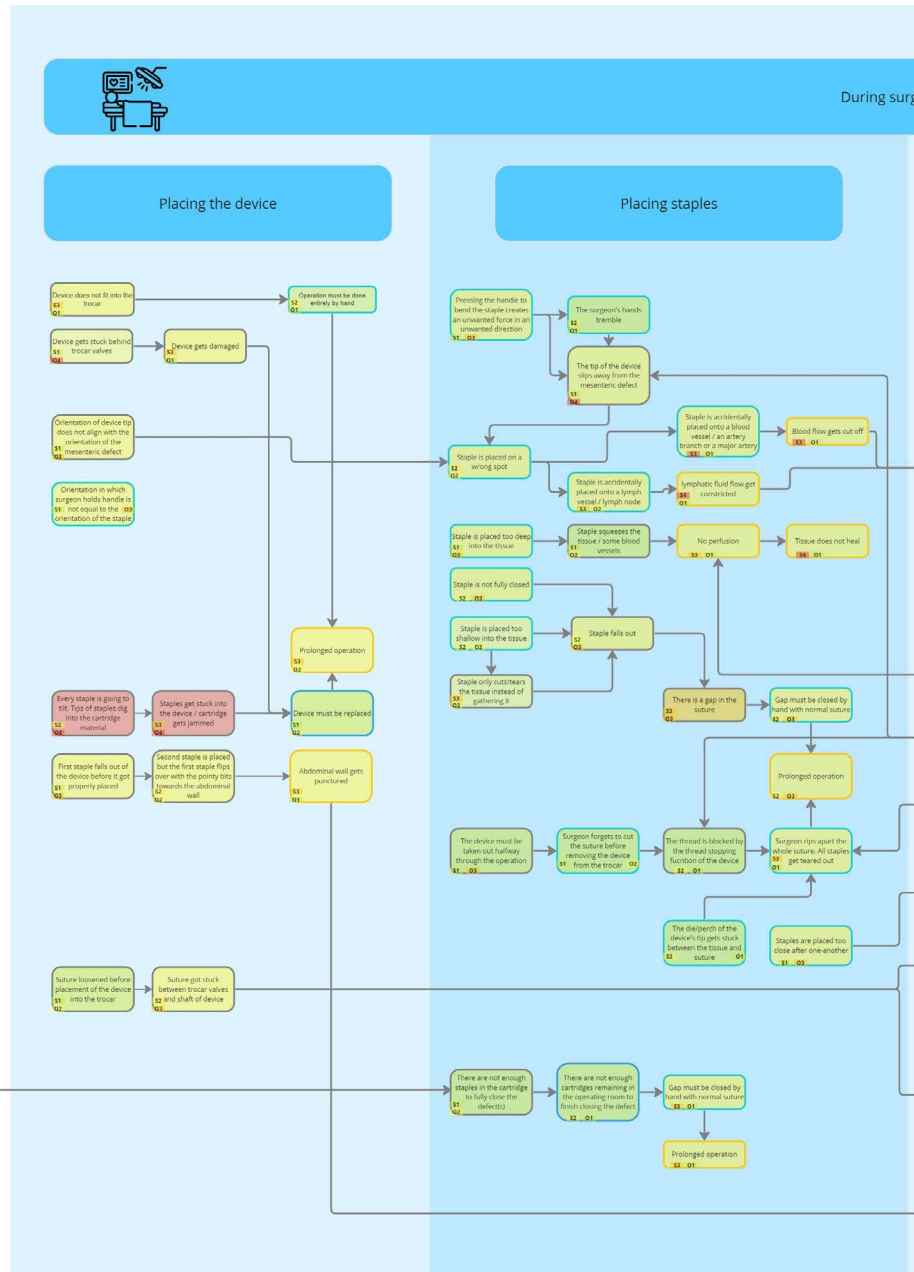 During surg
Placing the device
Placing staples
Device does not fit into the
trocar
S3
O1
Operation must be done
entirely by hand
S2
O1
Device gets stuck behind
trocar valves
S1
O4
Device gets damaged
S3
O1
Orientation of device tip
does not align with the
orientation of the
mesenteric defect
S1
O3
Orientation in which
surgeon holds handle is
not equal to the
orientation of the staple
S1
O3
Prolonged operation
S3
O2
Every staple is going to
tilt. Tips of staples dig
into the cartridge
material
S2
O4
Staples get stuck into
the device / cartridge
gets jammed
S3
O4
Device must be replaced
S1
O2
First staple falls out of
the device before it got
properly placed
S1
O3
Second staple is placed
but the first staple flips
over with the pointy bits
towards the abdominal
wall
S2
O2
Abdominal wall gets
punctured
S3
O1
Suture loosened before
placement of the device
into the trocar
S1
O2
Suture got stuck
between trocar valves
and shaft of device
S2
O3
Pressing the handle to
bend the staple creates
an unwanted force in an
unwanted direction
S1 O3
The surgeon's hands
tremble
S2
O1
The tip of the device
slips away from the
mesenteric defect
S1
O4
Staple is placed on a
wrong spot
S2
O2
Staple is accidentally
placed onto a blood
vessel / an artery
branch or a major artery
S3 O1
Blood flow gets cut off
S3 O1
Staple is accidentally
placed onto a lymph
vessel / lymph node
S3 O2
lymphatic fluid flow get
constricted
S4
O1
Staple is placed too deep
into the tissue
S1
O3
Staple squeezes the
tissue / some blood
vessels
S1
O2
No perfusion
S3 O1
Tissue does not heal
S4 O1
Staple is not fully closed
S2 O3
Staple is placed too
shallow into the tissue
S2 O2
Staple falls out
S2
O3
Staple only cuts/tears
the tissue instead of
gathering it
S3
O2
There is a gap in the
suture
S3
O3
Gap must be closed by
hand with normal suture
S2 O3
Prolonged operation
S2 O3
The device must be
taken out halfway
through the operation
S1 O3
Surgeon forgets to cut
the suture before
removing the device
from the trocar
S1 O2
The thread is blocked by
the thread stopping
fucntion of the device
S2 O1
Surgeon rips apart the
whole suture. All staples
get teared out
S3
O1
The die/perch of the
device's tip gets stuck
between the tissue and
suture
S2 O1
Staples are placed too
close after one-another
S1 O3
There are not enough
staples in the cartridge
to fully close the
defect(s)
S1
O2
There are not enough
cartridges remaining in
the operating room to
finish closing the defect
S2 O1
Gap must be closed by
hand with normal suture
S3 O1
Prolonged operation
S3 O1